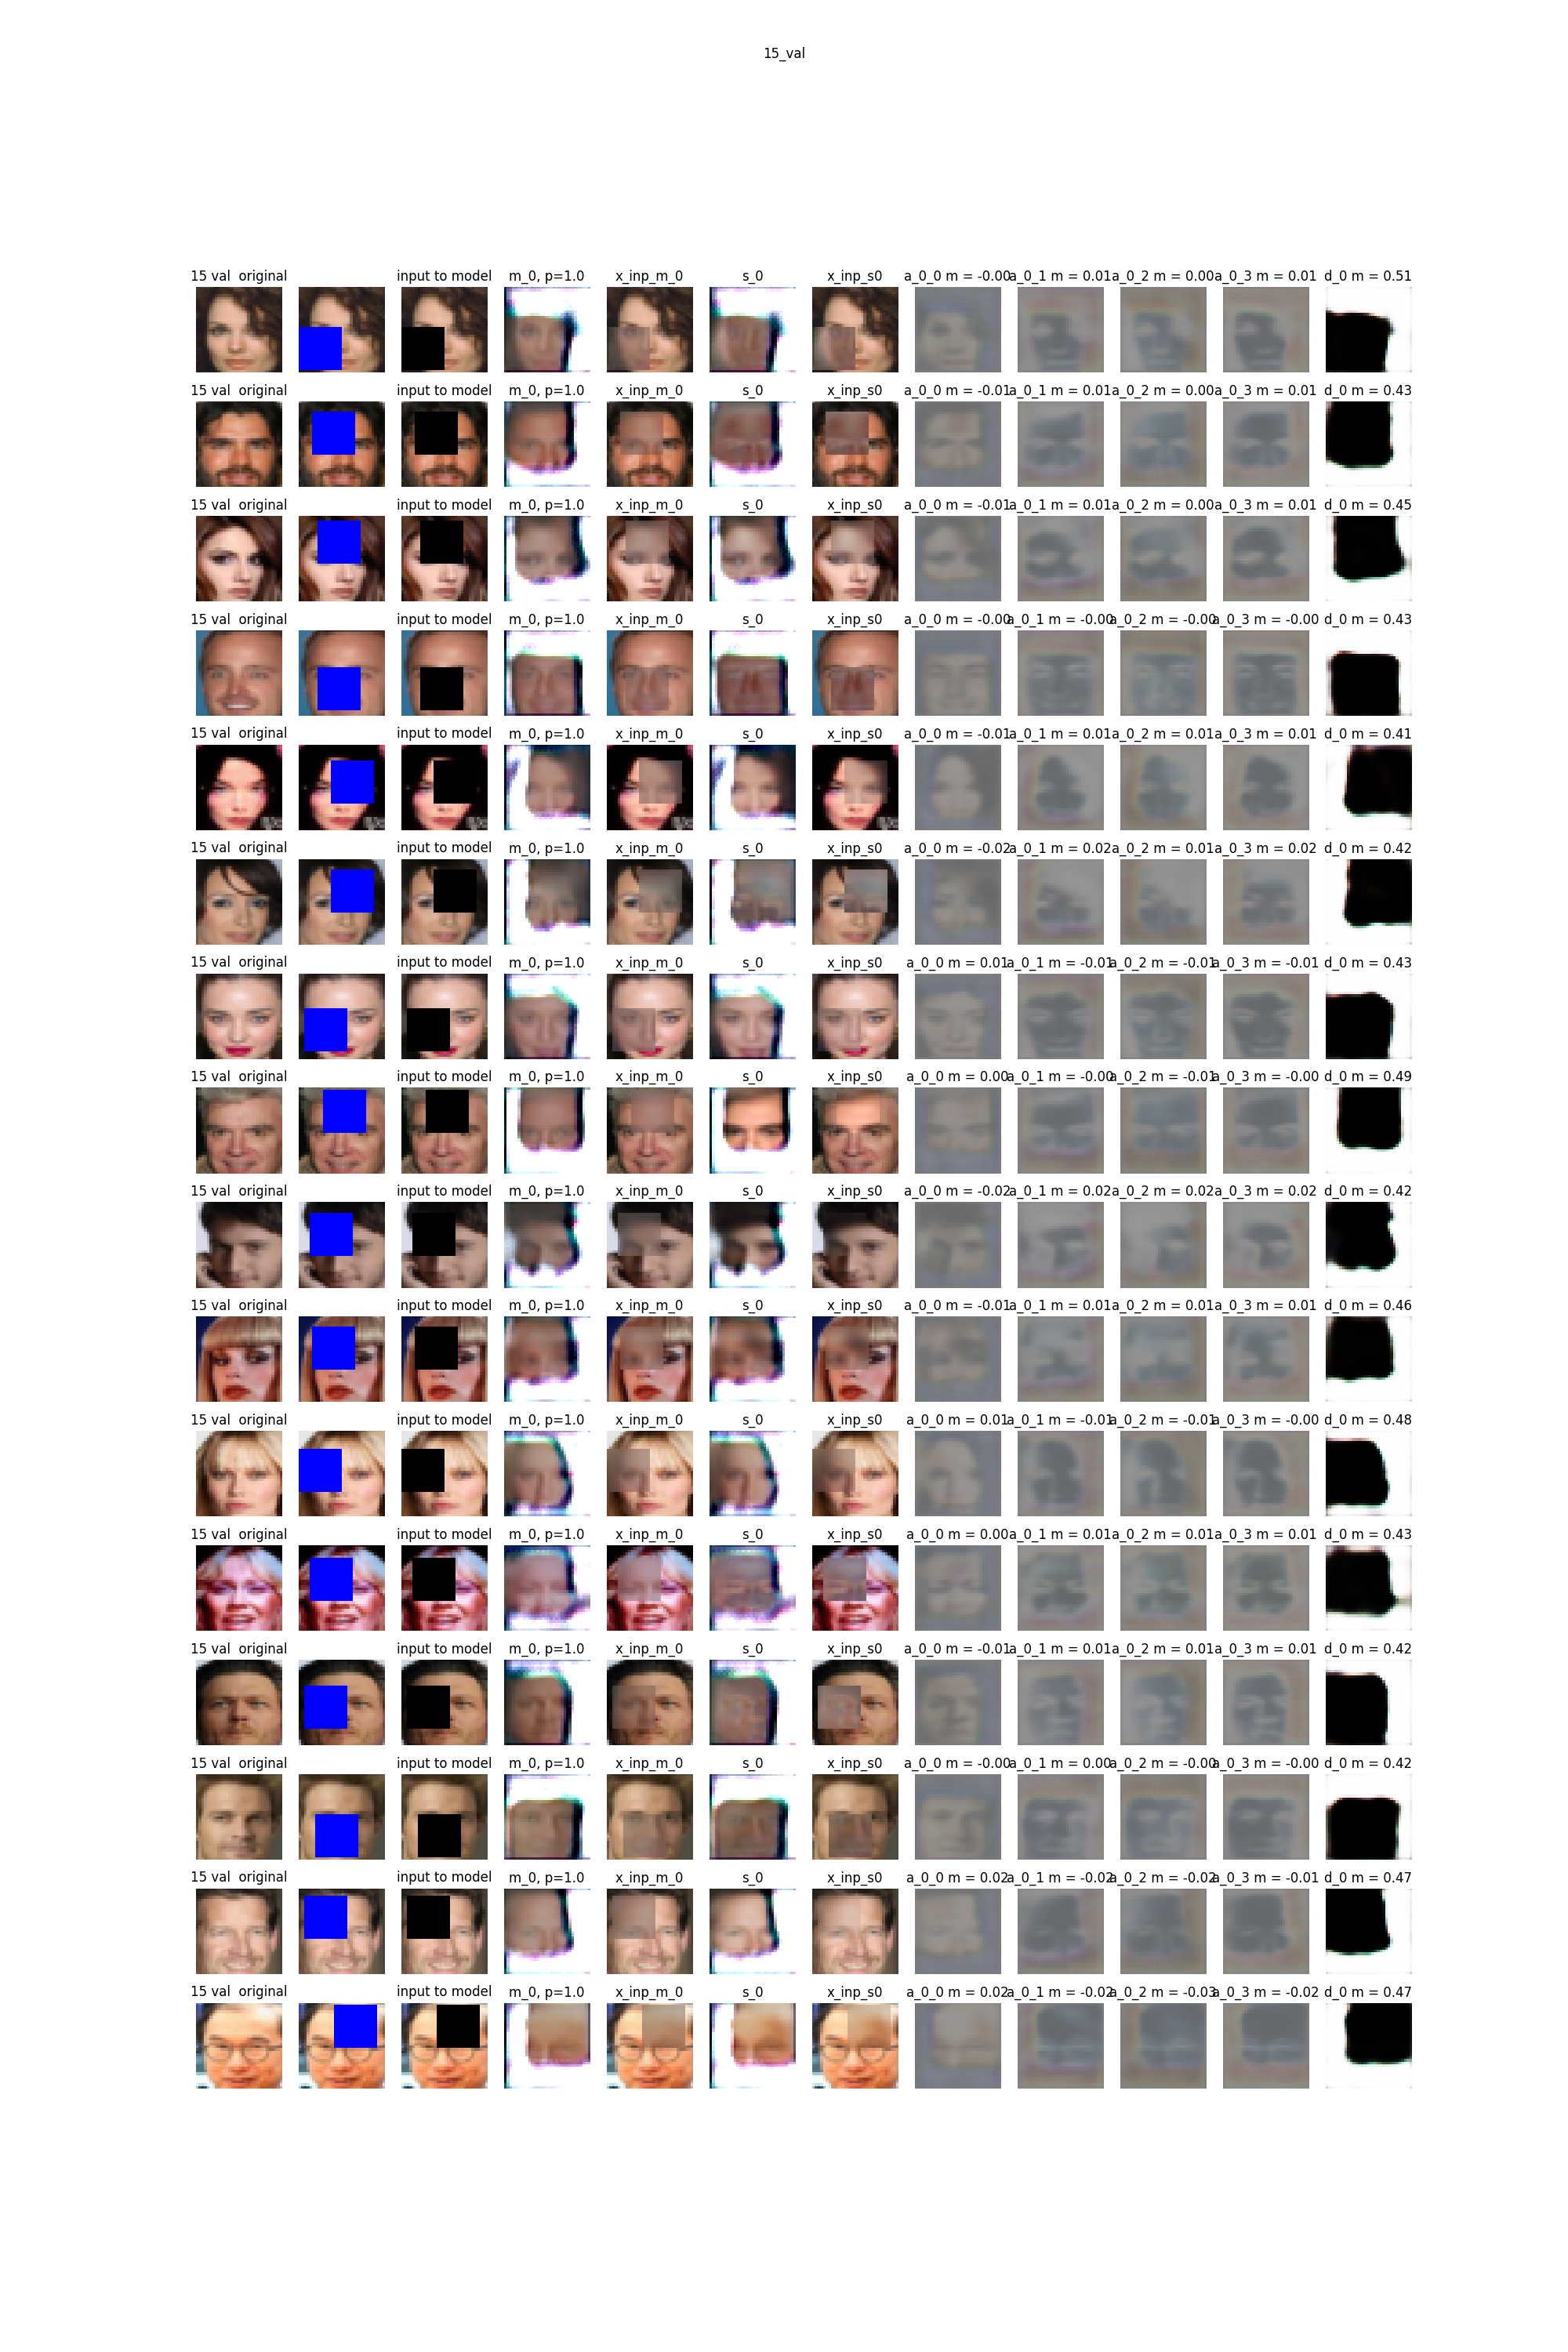 15_val
15 val  original input to model m_0, p=1.0 x_inp_m_0 s_0 x_inp_s0 a_0_0 m = -0.00 a_0_1 m = 0.01 a_0_2 m = 0.00 a_0_3 m = 0.01 d_0 m = 0.51
15 val  original input to model m_0, p=1.0 x_inp_m_0 s_0 x_inp_s0 a_0_0 m = -0.01 a_0_1 m = 0.01 a_0_2 m = 0.00 a_0_3 m = 0.01 d_0 m = 0.43
15 val  original input to model m_0, p=1.0 x_inp_m_0 s_0 x_inp_s0 a_0_0 m = -0.01 a_0_1 m = 0.01 a_0_2 m = 0.00 a_0_3 m = 0.01 d_0 m = 0.45
15 val  original input to model m_0, p=1.0 x_inp_m_0 s_0 x_inp_s0 a_0_0 m = -0.00 a_0_1 m = -0.00 a_0_2 m = -0.00 a_0_3 m = -0.00 d_0 m = 0.43
15 val  original input to model m_0, p=1.0 x_inp_m_0 s_0 x_inp_s0 a_0_0 m = -0.01 a_0_1 m = 0.01 a_0_2 m = 0.01 a_0_3 m = 0.01 d_0 m = 0.41
15 val  original input to model m_0, p=1.0 x_inp_m_0 s_0 x_inp_s0 a_0_0 m = -0.02 a_0_1 m = 0.02 a_0_2 m = 0.01 a_0_3 m = 0.02 d_0 m = 0.42
15 val  original input to model m_0, p=1.0 x_inp_m_0 s_0 x_inp_s0 a_0_0 m = 0.01 a_0_1 m = -0.01 a_0_2 m = -0.01 a_0_3 m = -0.01 d_0 m = 0.43
15 val  original input to model m_0, p=1.0 x_inp_m_0 s_0 x_inp_s0 a_0_0 m = 0.00 a_0_1 m = -0.00 a_0_2 m = -0.01 a_0_3 m = -0.00 d_0 m = 0.49
15 val  original input to model m_0, p=1.0 x_inp_m_0 s_0 x_inp_s0 a_0_0 m = -0.02 a_0_1 m = 0.02 a_0_2 m = 0.02 a_0_3 m = 0.02 d_0 m = 0.42
15 val  original input to model m_0, p=1.0 x_inp_m_0 s_0 x_inp_s0 a_0_0 m = -0.01 a_0_1 m = 0.01 a_0_2 m = 0.01 a_0_3 m = 0.01 d_0 m = 0.46
15 val  original input to model m_0, p=1.0 x_inp_m_0 s_0 x_inp_s0 a_0_0 m = 0.01 a_0_1 m = -0.01 a_0_2 m = -0.01 a_0_3 m = -0.00 d_0 m = 0.48
15 val  original input to model m_0, p=1.0 x_inp_m_0 s_0 x_inp_s0 a_0_0 m = 0.00 a_0_1 m = 0.01 a_0_2 m = 0.01 a_0_3 m = 0.01 d_0 m = 0.43
15 val  original input to model m_0, p=1.0 x_inp_m_0 s_0 x_inp_s0 a_0_0 m = -0.01 a_0_1 m = 0.01 a_0_2 m = 0.01 a_0_3 m = 0.01 d_0 m = 0.42
15 val  original input to model m_0, p=1.0 x_inp_m_0 s_0 x_inp_s0 a_0_0 m = -0.00 a_0_1 m = 0.00 a_0_2 m = -0.00 a_0_3 m = -0.00 d_0 m = 0.42
15 val  original input to model m_0, p=1.0 x_inp_m_0 s_0 x_inp_s0 a_0_0 m = 0.02 a_0_1 m = -0.02 a_0_2 m = -0.02 a_0_3 m = -0.01 d_0 m = 0.47
15 val  original input to model m_0, p=1.0 x_inp_m_0 s_0 x_inp_s0 a_0_0 m = 0.02 a_0_1 m = -0.02 a_0_2 m = -0.03 a_0_3 m = -0.02 d_0 m = 0.47